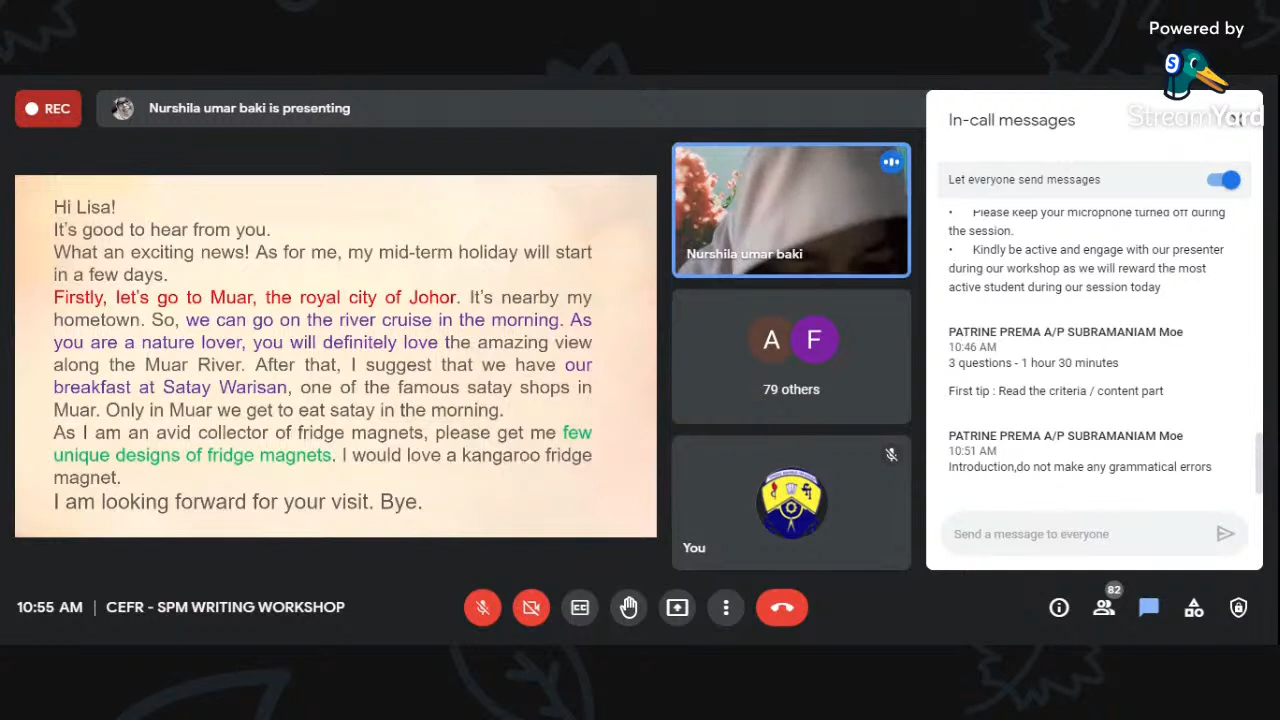 Powered by
StreamYard
REC
Nurshila umar baki is presenting
Hi Lisa!
It's good to hear from you.
What an exciting news! As for me, my mid-term holiday will start
in a few days.
Firstly, let's go to Muar, the royal city of Johor. It's nearby my
hometown. So, we can go on the river cruise in the morning. As
you are a nature lover, you will definitely love the amazing view
along the Muar River. After that, I suggest that we have our
breakfast at Satay Warisan, one of the famous satay shops in
Muar. Only in Muar we get to eat satay in the morning.
As I am an avid collector of fridge magnets, please get me few
unique designs of fridge magnets. I would love a kangaroo fridge
magnet.
I am looking forward for your visit. Bye.
Nurshila umar baki
A F
79 others
You
In-call messages
Let everyone send messages
• Please keep your microphone turned off during
the session.
• Kindly be active and engage with our presenter
during our workshop as we will reward the most
active student during our session today
PATRINE PREMA A/P SUBRAMANIAM Moe
10:46 AM
3 questions - 1 hour 30 minutes
First tip : Read the criteria / content part
PATRINE PREMA A/P SUBRAMANIAM Moe
10:51 AM
Introduction,do not make any grammatical errors
Send a message to everyone
10:55 AM | CEFR - SPM WRITING WORKSHOP
82